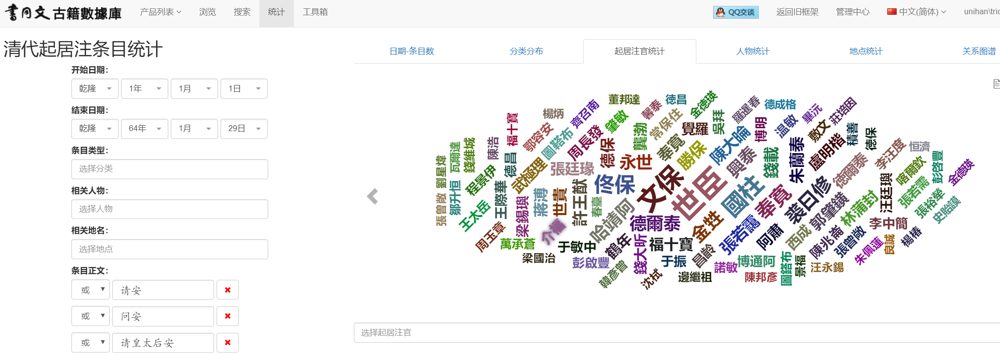 書同文古籍數據庫
产品列表
浏览
搜索
统计
工具箱
QQ交谈
返回旧框架
管理中心
中文(简体)
清代起居注条目统计
开始日期：
乾隆 1年 1月 1日
结束日期：
乾隆 64年 1月 29日
条目类型：
选择分类
相关人物：
选择人物
相关地名：
选择地点
条目正文：
或 请安
或 问安
或 请皇太后安
日期-条目数
分类分布
起居注官统计
人物统计
地点统计
关系图谱
董邦達
馨泰
德昌
金德瑛
羅暹春
德成格
畢沅
莊培因
楊炳
齊召南
肇敏
常保住
覺羅
吳拜
博明
温敏
敷文
積善
德保
福十寶
鄂容安
圖鞳布
周長發
龔渤
奉寬
陳大喻
盧明楷
李汪度
恒濟
陳浩
錢維城
瓦爾達
劉星煒
德昌
武極理
張廷瑑
德保
永世
勝保
興泰
錢載
朱蘭泰
德爾泰
喀爾欽
彭啓豐
金德瑛
程景伊
鄒升恒
張曾敞
王太岳
王際華
梁錫璵
蔣溥
世貴
許王猷
春臺
佟保
文保
世臣
國柱
奉寬
裘曰修
郭肇鐄
林蒲封
汪廷璵
張若需
張裕犖
史貽謨
周玉章
萬承蒼
介福
梁國治
于敏中
哈靖阿
德爾泰
金甡
張若靄
阿肅
西成
陳兆崙
張曾敞
李中簡
楊椿
良誠
朱佩蓮
彭啟豐
鶴年
錢大昕
福十寶
于振
昌齡
諾敏
博通阿
圖鞳布
景福
汪永錫
韓彥曾
沈栻
邊繼祖
陳邦彥
选择起居注官